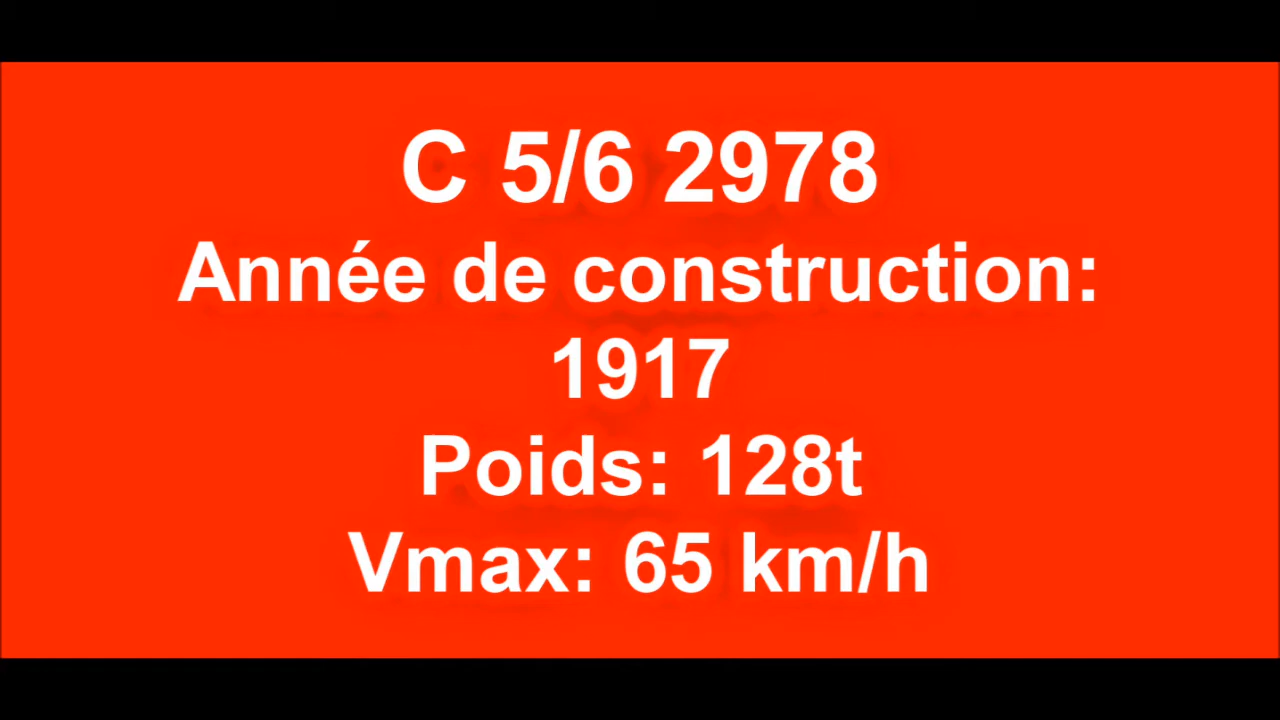 C 5/6 2978
Année de construction:
1917
Poids: 128t
Vmax: 65 km/h